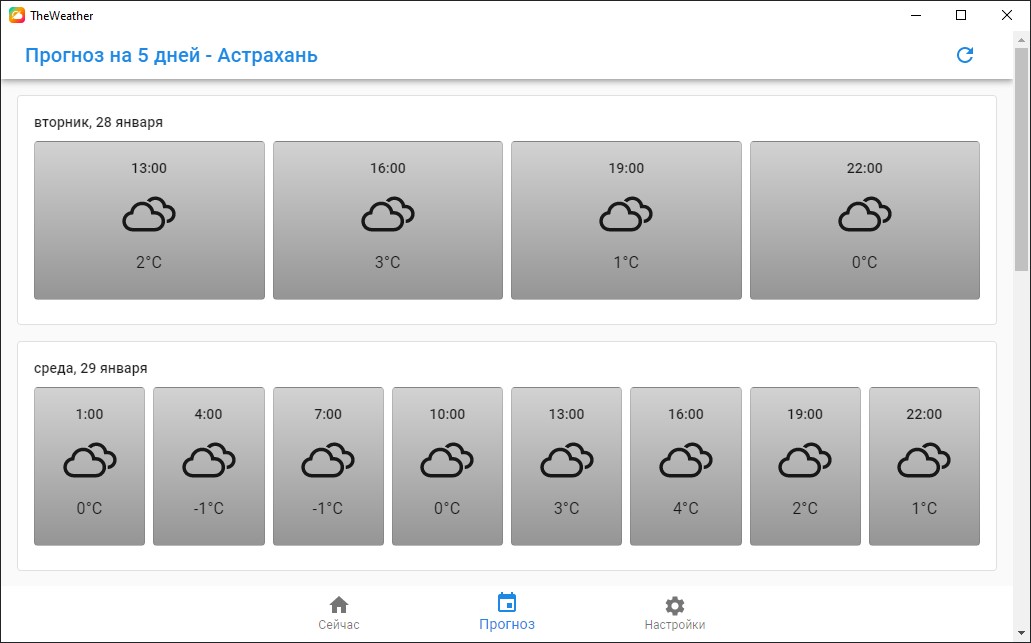 TheWeather
Прогноз на 5 дней - Астрахань
вторник, 28 января
13:00 16:00 19:00 22:00
2°C 3°C 1°C 0°C
среда, 29 января
1:00 4:00 7:00 10:00 13:00 16:00 19:00 22:00
0°C -1°C -1°C 0°C 3°C 4°C 2°C 1°C
Сейчас Прогноз Настройки